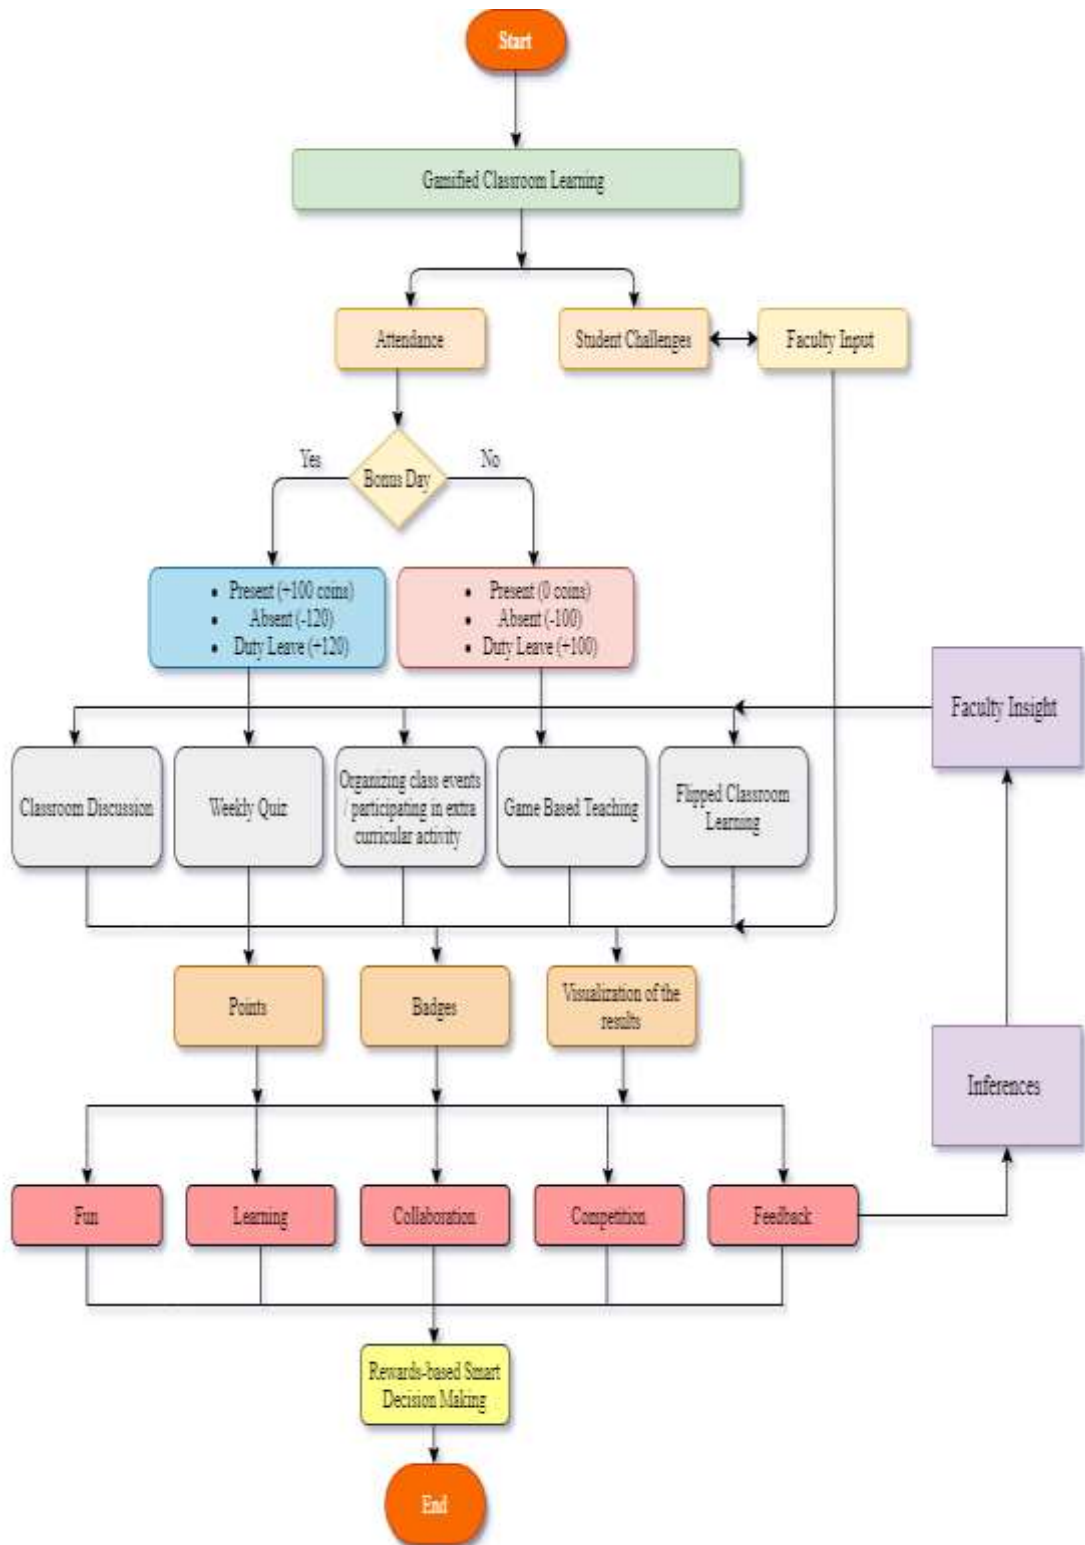 Start
Gamified Classroom Learning
Attendance
Student Challenges
Faculty Input
Yes
No
Bonus Day
• Present (+100 coins)
• Absent (-120)
• Duty Leave (+120)
• Present (0 coins)
• Absent (-100)
• Duty Leave (+100)
Faculty Insight
Classroom Discussion
Weekly Quiz
Organizing class events
/ participating in extra
curricular activity
Game Based Teaching
Flipped Classroom
Learning
Points
Badges
Visualization of the
results
Inferences
Fun
Learning
Collaboration
Competition
Feedback
Rewards-based Smart
Decision Making
End